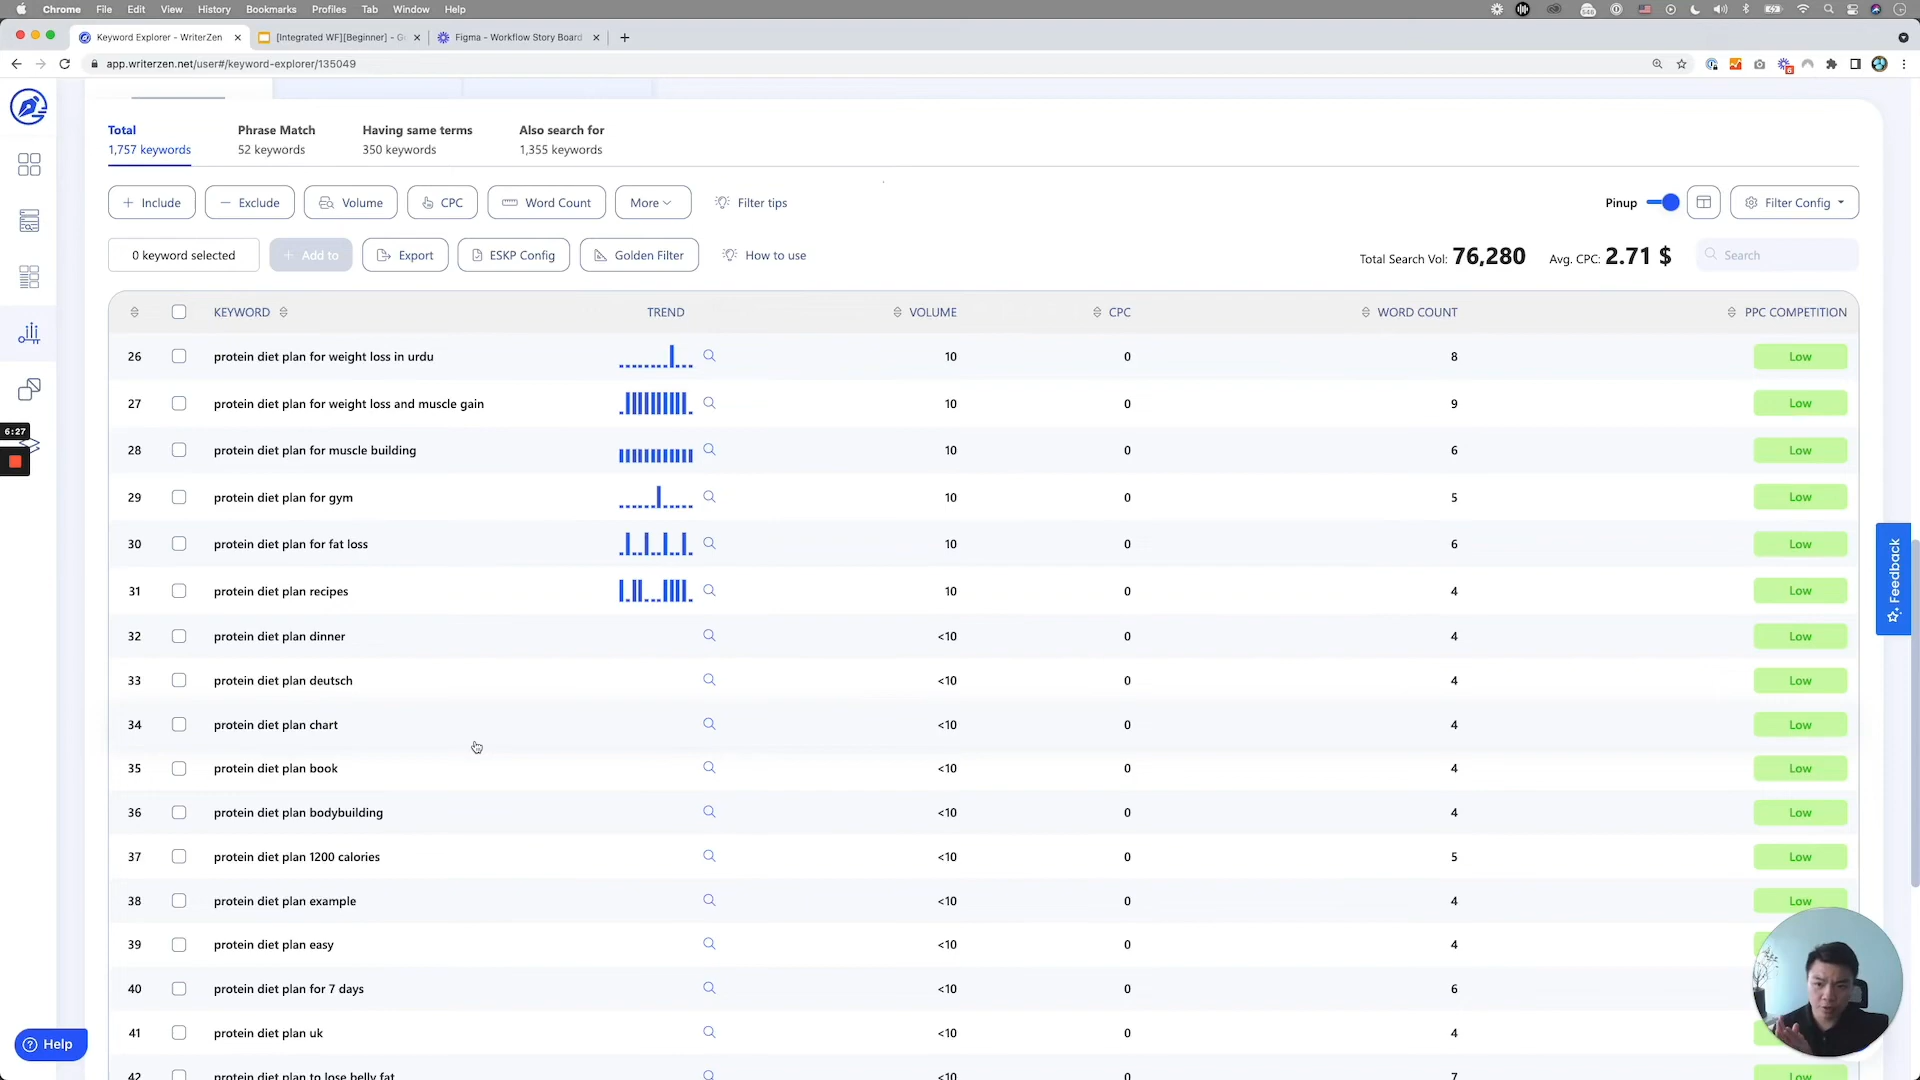 Chrome File Edit View History Bookmarks Profiles Tab Window Help
Keyword Explorer - WriterZen
[Integrated WF][Beginner] - G
Figma - Workflow Story Board
app.writerzen.net/user#/keyword-explorer/135049
Total
1,757 keywords
Phrase Match
52 keywords
Having same terms
350 keywords
Also search for
1,355 keywords
+ Include
− Exclude
Volume
CPC
Word Count
More
Filter tips
Pinup
Filter Config
0 keyword selected
+ Add to
Export
ESKP Config
Golden Filter
How to use
Total Search Vol: 76,280
Avg. CPC: 2.71 $
Search
KEYWORD TREND VOLUME CPC WORD COUNT PPC COMPETITION
26 protein diet plan for weight loss in urdu 10 0 8 Low
27 protein diet plan for weight loss and muscle gain 10 0 9 Low
28 protein diet plan for muscle building 10 0 6 Low
29 protein diet plan for gym 10 0 5 Low
30 protein diet plan for fat loss 10 0 6 Low
31 protein diet plan recipes 10 0 4 Low
32 protein diet plan dinner <10 0 4 Low
33 protein diet plan deutsch <10 0 4 Low
34 protein diet plan chart <10 0 4 Low
35 protein diet plan book <10 0 4 Low
36 protein diet plan bodybuilding <10 0 4 Low
37 protein diet plan 1200 calories <10 0 5 Low
38 protein diet plan example <10 0 4 Low
39 protein diet plan easy <10 0 4
40 protein diet plan for 7 days <10 0 6
41 protein diet plan uk <10 0 4
42 protein diet plan to lose belly fat <10 0 7 Low
6:27
Feedback
Help